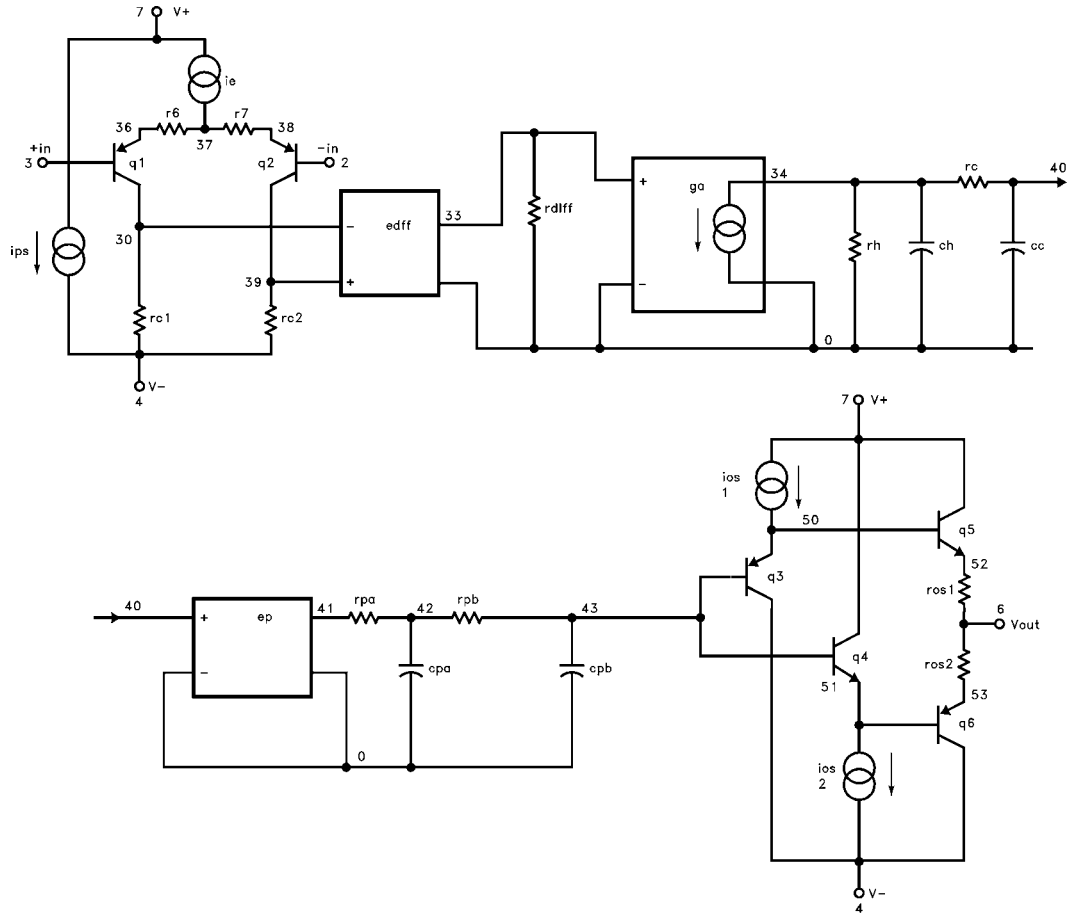 7 V+
ie
r6 r7
36 37 38
+in
3
q1 q2
-in
2
ips
30
39
rc1 rc2
V-
4
edff
-
+
33
rdiff
+
-
ga
34
rh
ch
rc
cc
40
0
40
+
-
ep
41
rpa
42
rpb
43
cpa
cpb
0
7 V+
ios
1
50
q3
q5
52
ros1
6
Vout
q4
51
ros2
53
q6
ios
2
V-
4